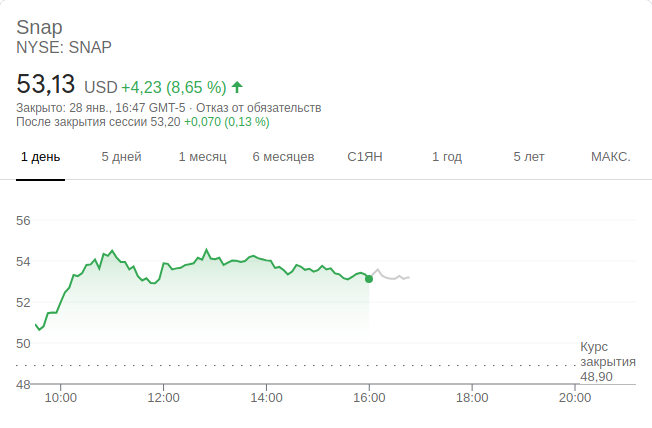 Snap
NYSE: SNAP
53,13 USD +4,23 (8,65 %)
Закрыто: 28 янв., 16:47 GMT-5 · Отказ от обязательств
После закрытия сессии 53,20 +0,070 (0,13 %)
1 день 5 дней 1 месяц 6 месяцев С1ЯН 1 год 5 лет МАКС.
56
54
52
50
Курс
закрытия
48,90
48
10:00 12:00 14:00 16:00 18:00 20:00